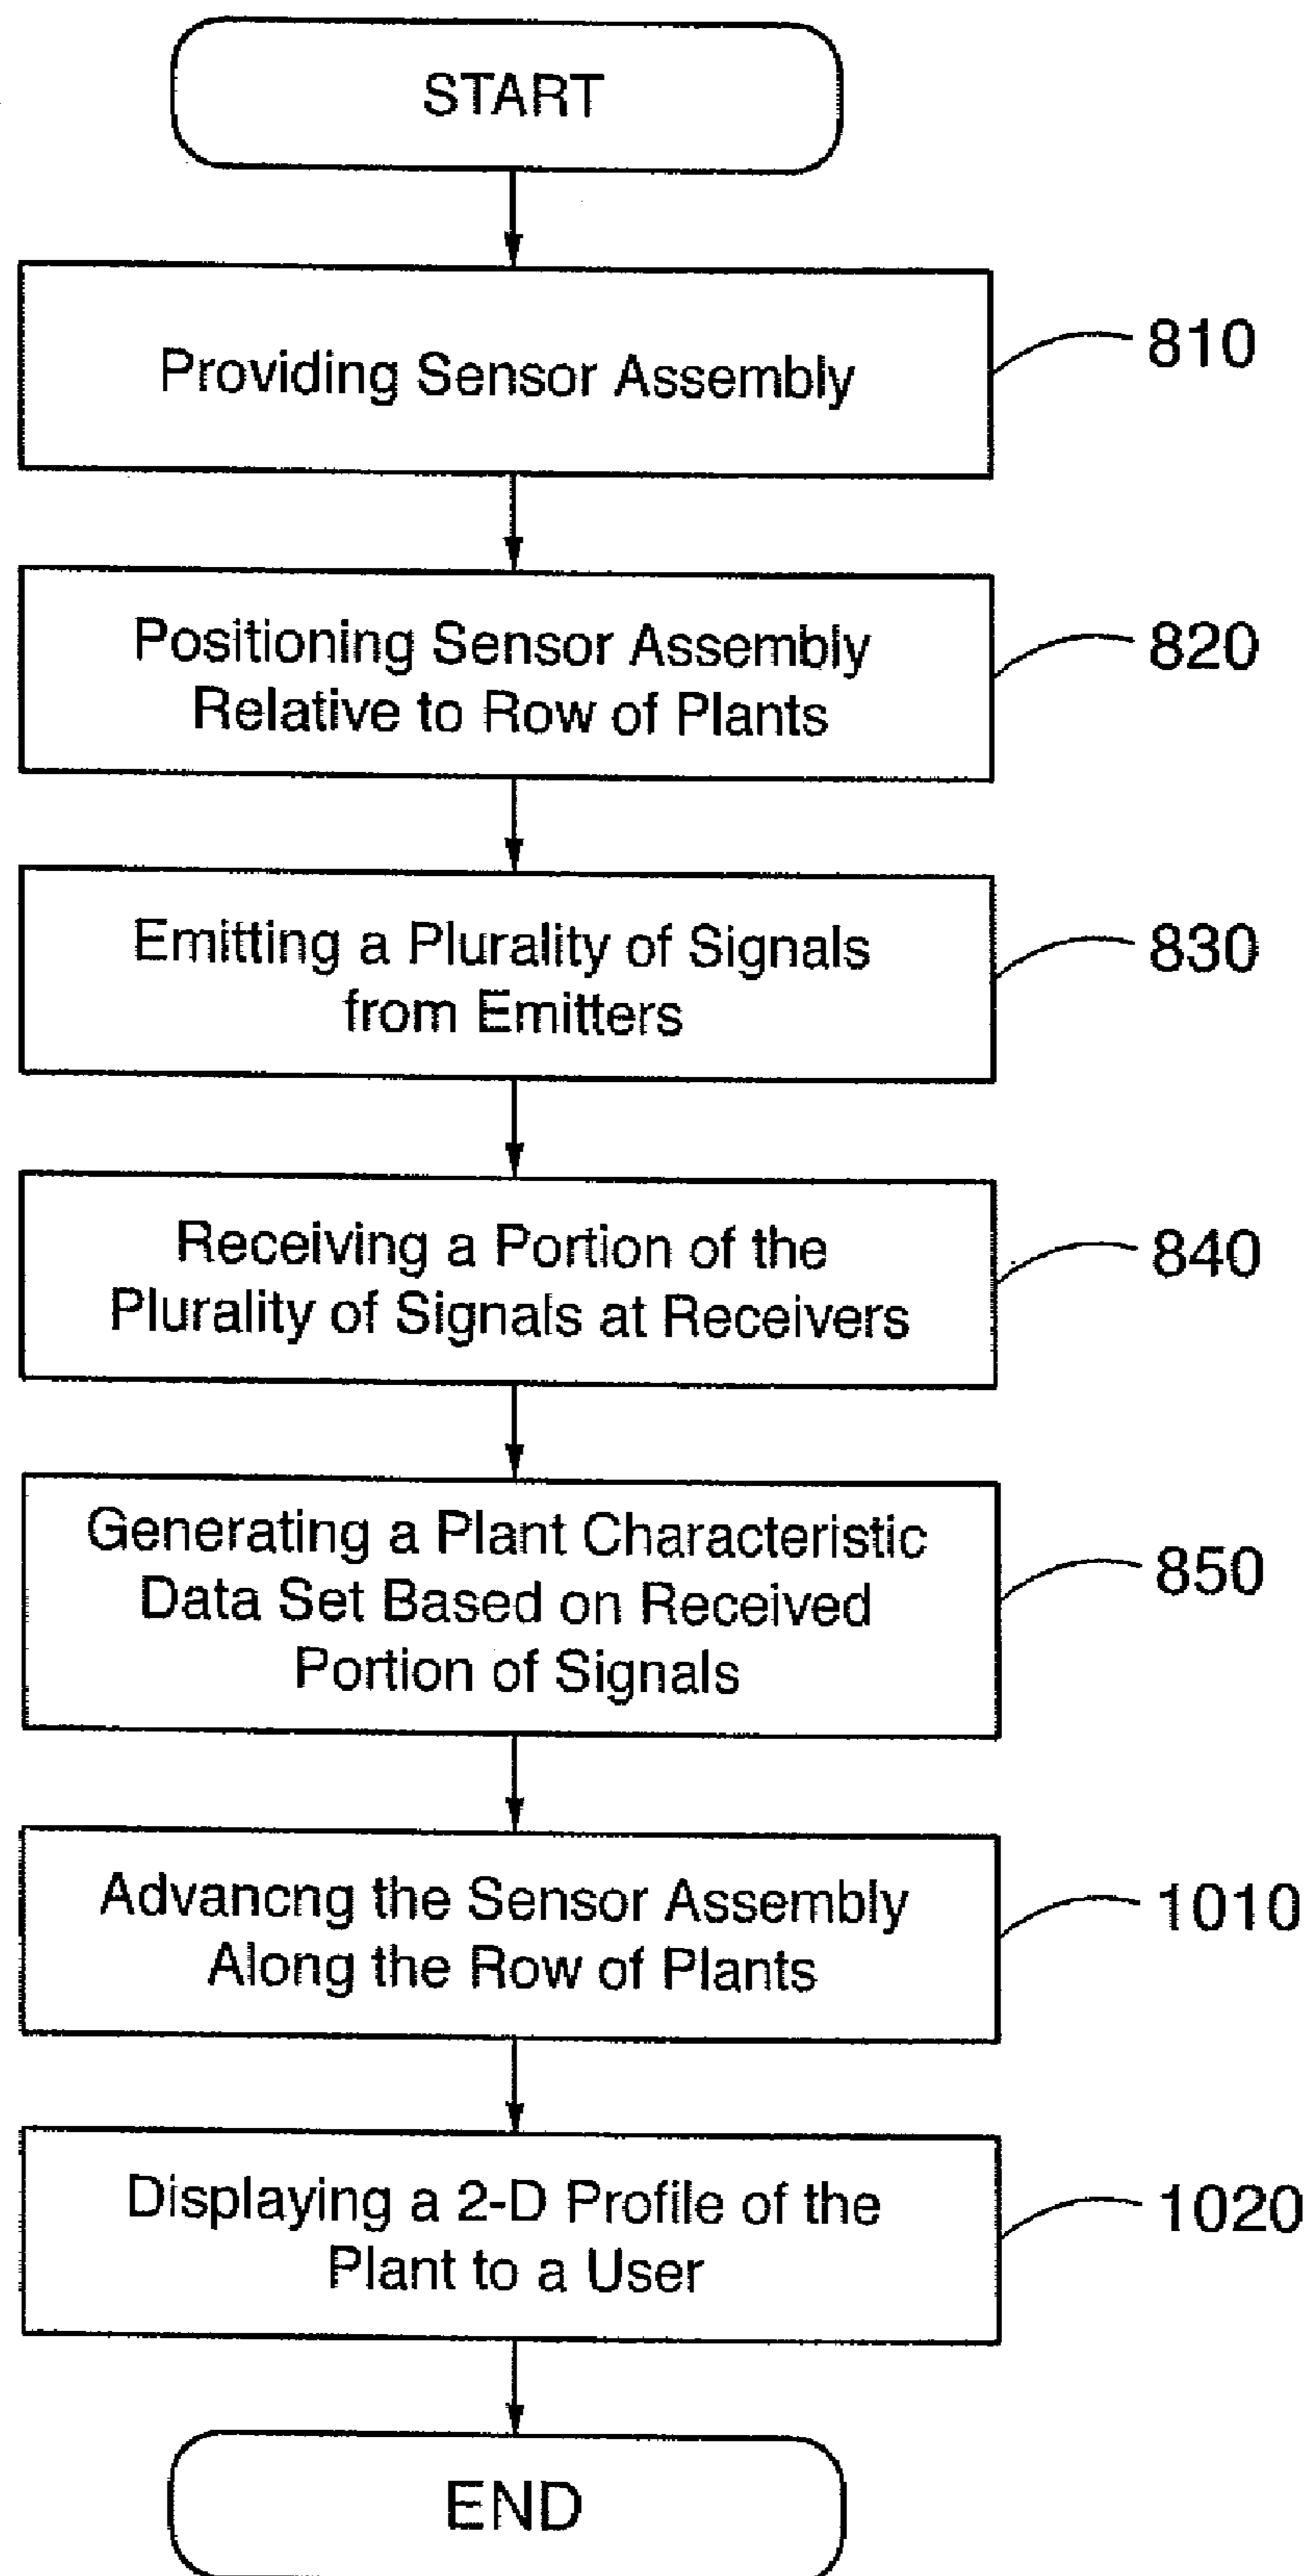 START
Providing Sensor Assembly
810
Positioning Sensor Assembly
Relative to Row of Plants
820
Emitting a Plurality of Signals
from Emitters
830
Receiving a Portion of the
Plurality of Signals at Receivers
840
Generating a Plant Characteristic
Data Set Based on Received
Portion of Signals
850
Advancng the Sensor Assembly
Along the Row of Plants
1010
Displaying a 2-D Profile of the
Plant to a User
1020
END